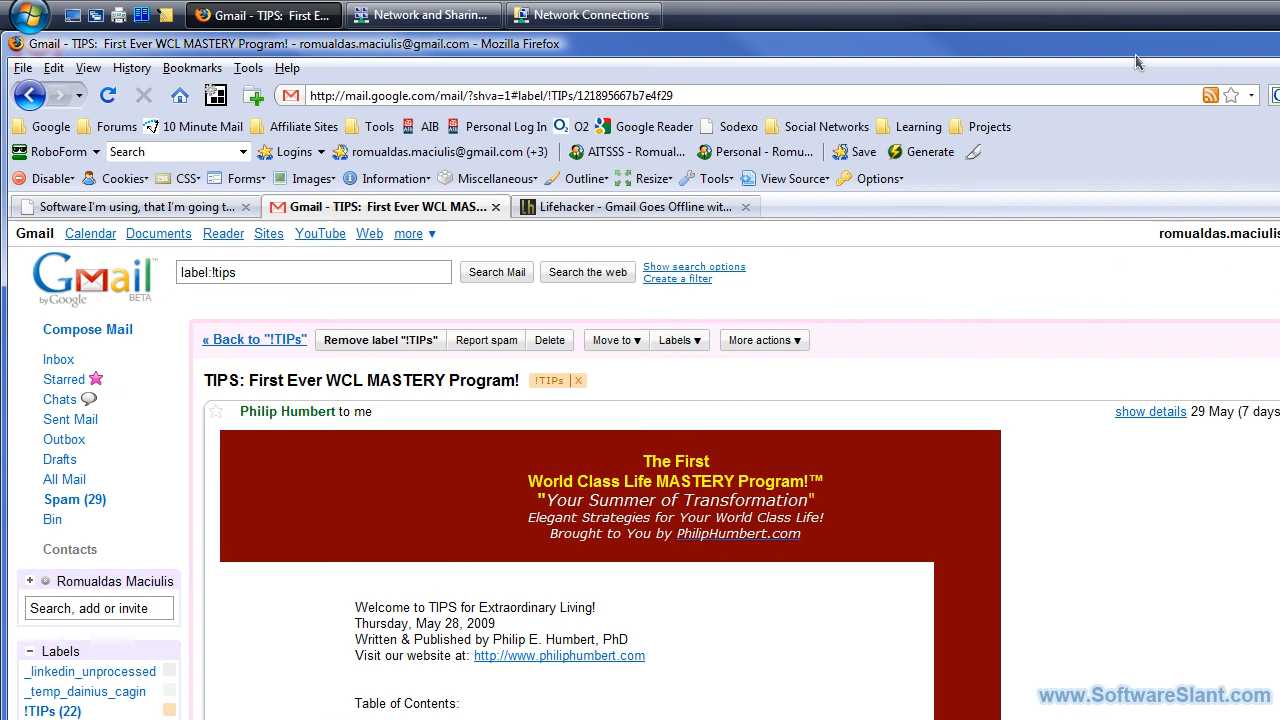 Gmail - TIPS: First E...
Network and Sharin...
Network Connections
Gmail - TIPS: First Ever WCL MASTERY Program! - romualdas.maciulis@gmail.com - Mozilla Firefox
File Edit View History Bookmarks Tools Help
http://mail.google.com/mail/?shva=1#label/!TIPs/121895667b7e4f29
Google Forums 10 Minute Mail Affiliate Sites Tools AIB Personal Log In O2 Google Reader Sodexo Social Networks Learning Projects
RoboForm Search Logins romualdas.maciulis@gmail.com (+3) AITSSS - Romual... Personal - Romu... Save Generate
Disable Cookies CSS Forms Images Information Miscellaneous Outline Resize Tools View Source Options
Software I'm using, that I'm going t...
Gmail - TIPS: First Ever WCL MAS...
Lifehacker - Gmail Goes Offline wit...
Gmail Calendar Documents Reader Sites YouTube Web more ▼
romualdas.maciulis
Gmail
by Google BETA
label:!tips
Search Mail
Search the web
Show search options
Create a filter
Compose Mail
Inbox
Starred
Chats
Sent Mail
Outbox
Drafts
All Mail
Spam (29)
Bin
Contacts
Romualdas Maciulis
Search, add or invite
Labels
_linkedin_unprocessed
_temp_dainius_cagin
!TIPs (22)
« Back to "!TIPs" Remove label "!TIPs" Report spam Delete Move to ▼ Labels ▼ More actions ▼
TIPS: First Ever WCL MASTERY Program! !TIPs X
Philip Humbert to me
show details 29 May (7 days
The First
World Class Life MASTERY Program!™
"Your Summer of Transformation"
Elegant Strategies for Your World Class Life!
Brought to You by PhilipHumbert.com
Welcome to TIPS for Extraordinary Living!
Thursday, May 28, 2009
Written & Published by Philip E. Humbert, PhD
Visit our website at: http://www.philiphumbert.com
Table of Contents:
www.SoftwareSlant.com